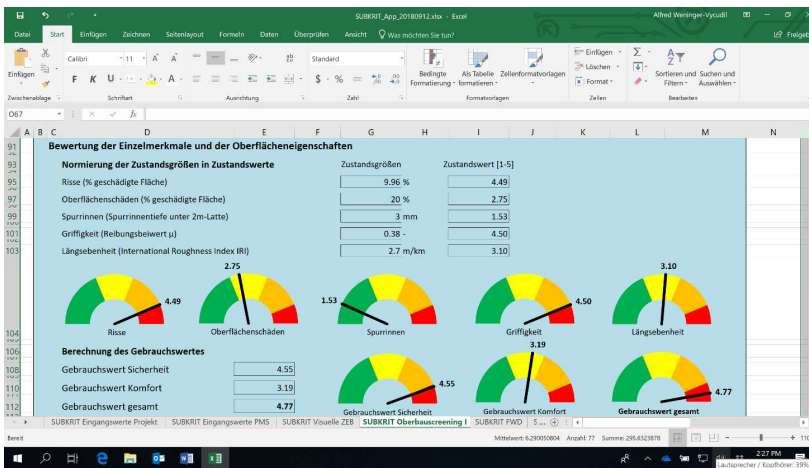 SUBKRIT_App_20180912.xlsx - Excel
Alfred Weninger-Vycudil
Datei Start Einfügen Zeichnen Seitenlayout Formeln Daten Überprüfen Ansicht Was möchten Sie tun?
Calibri 11 Standard
Einfügen
F K U
Bedingte Formatierung
Als Tabelle formatieren
Zellenformatvorlagen
Einfügen
Löschen
Format
Sortieren und Filtern
Suchen und Auswählen
Zwischenablage Schriftart Ausrichtung Zahl Formatvorlagen Zellen Bearbeiten
O67 fx
A B C D E F G H I J K L M N
91 Bewertung der Einzelmerkmale und der Oberflächeneigenschaften
93 Normierung der Zustandsgrößen in Zustandswerte Zustandsgrößen Zustandswert [1-5]
95 Risse (% geschädigte Fläche) 9.96 % 4.49
97 Oberflächenschäden (% geschädigte Fläche) 20 % 2.75
99 Spurrinnen (Spurrinnentiefe unter 2m-Latte) 3 mm 1.53
101 Griffigkeit (Reibungsbeiwert µ) 0.38 - 4.50
103 Längsebenheit (International Roughness Index IRI) 2.7 m/km 3.10
2.75 3.10
4.49 1.53 4.50
104 Risse Oberflächenschäden Spurrinnen Griffigkeit Längsebenheit
3.19
106 Berechnung des Gebrauchswertes
108 Gebrauchswert Sicherheit 4.55
4.55
110 Gebrauchswert Komfort 3.19
4.77
112 Gebrauchswert gesamt 4.77
Gebrauchswert Sicherheit Gebrauchswert Komfort Gebrauchswert gesamt
SUBKRIT Eingangswerte Projekt SUBKRIT Eingangswerte PMS SUBKRIT Visuelle ZEB SUBKRIT Oberbauscreening I SUBKRIT FWD S ...
Bereit Mittelwert: 6.290050804 Anzahl: 77 Summe: 295.6323878
2:27 PM
Lautsprecher / Kopfhörer: 39%